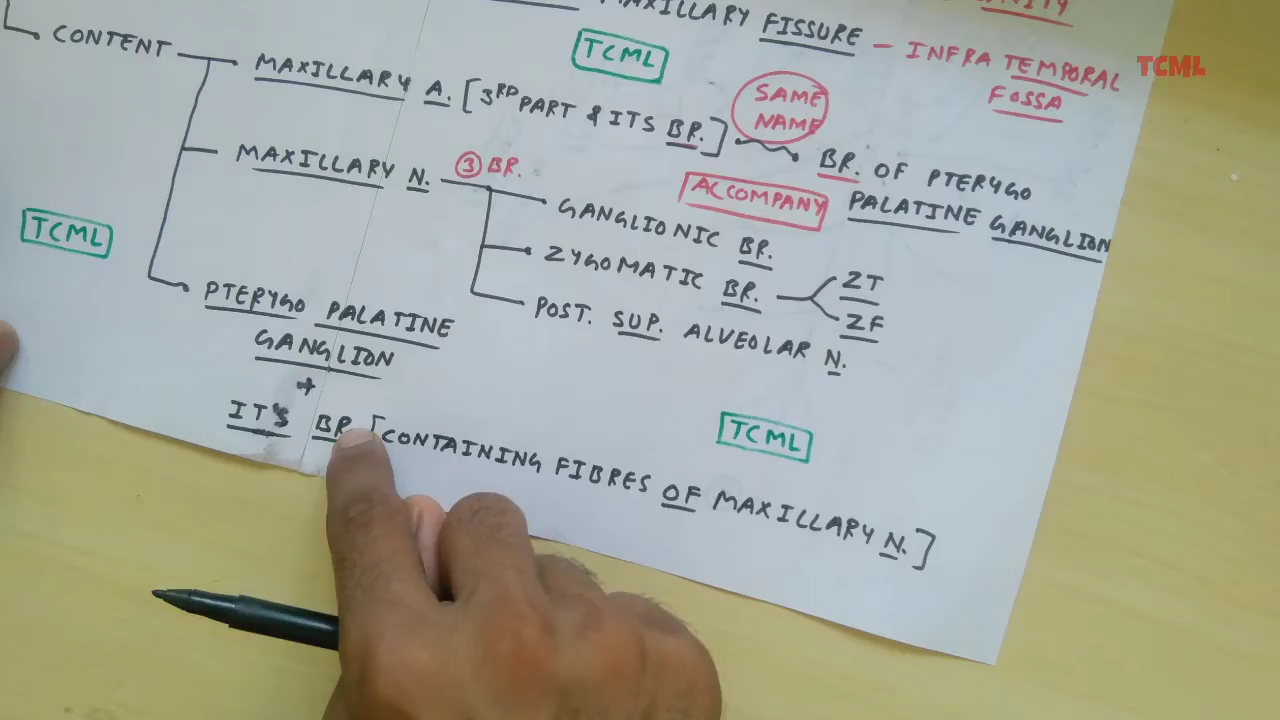 MAXILLARY FISSURE - INFRA TEMPORAL FOSSA
TCML
TCML
CONTENT
MAXILLARY A. [3RD PART & ITS BR.]
SAME NAME
BR. OF PTERYGO PALATINE GANGLION
ACCOMPANY
MAXILLARY N.
3 BR.
GANGLIONIC BR.
ZYGOMATIC BR.
ZT
ZF
POST. SUP. ALVEOLAR N.
TCML
PTERYGO PALATINE
GANGLION
+
IT'S BR [CONTAINING FIBRES OF MAXILLARY N.]
TCML